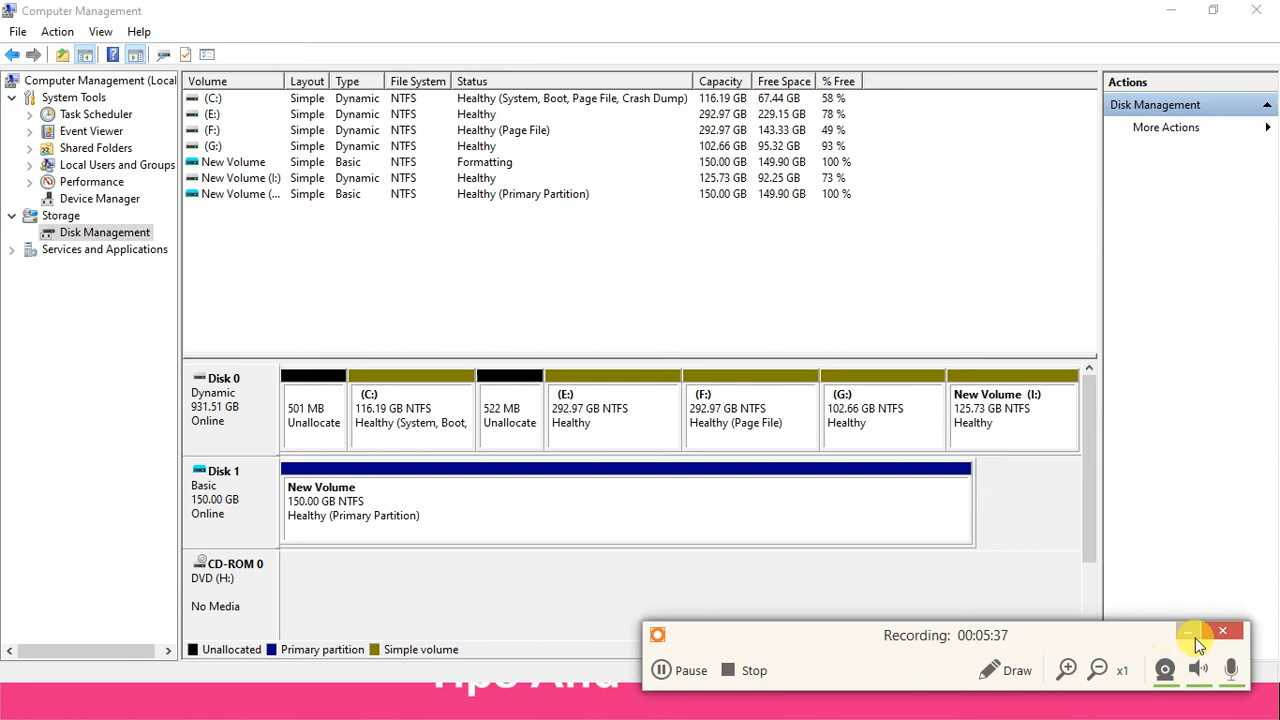 Computer Management
File Action View Help
Computer Management (Local
System Tools
Task Scheduler
Event Viewer
Shared Folders
Local Users and Groups
Performance
Device Manager
Storage
Disk Management
Services and Applications
Volume Layout Type File System Status Capacity Free Space % Free
(C:) Simple Dynamic NTFS Healthy (System, Boot, Page File, Crash Dump) 116.19 GB 67.44 GB 58 %
(E:) Simple Dynamic NTFS Healthy 292.97 GB 229.15 GB 78 %
(F:) Simple Dynamic NTFS Healthy (Page File) 292.97 GB 143.33 GB 49 %
(G:) Simple Dynamic NTFS Healthy 102.66 GB 95.32 GB 93 %
New Volume Simple Basic NTFS Formatting 150.00 GB 149.90 GB 100 %
New Volume (I:) Simple Dynamic NTFS Healthy 125.73 GB 92.25 GB 73 %
New Volume (... Simple Basic NTFS Healthy (Primary Partition) 150.00 GB 149.90 GB 100 %
Actions
Disk Management
More Actions
Disk 0
Dynamic
931.51 GB
Online
501 MB
Unallocate
(C:)
116.19 GB NTFS
Healthy (System, Boot,
522 MB
Unallocate
(E:)
292.97 GB NTFS
Healthy
(F:)
292.97 GB NTFS
Healthy (Page File)
(G:)
102.66 GB NTFS
Healthy
New Volume (I:)
125.73 GB NTFS
Healthy
Disk 1
Basic
150.00 GB
Online
New Volume
150.00 GB NTFS
Healthy (Primary Partition)
CD-ROM 0
DVD (H:)
No Media
Unallocated Primary partition Simple volume
Recording: 00:05:37
Pause Stop Draw x1
Tips And